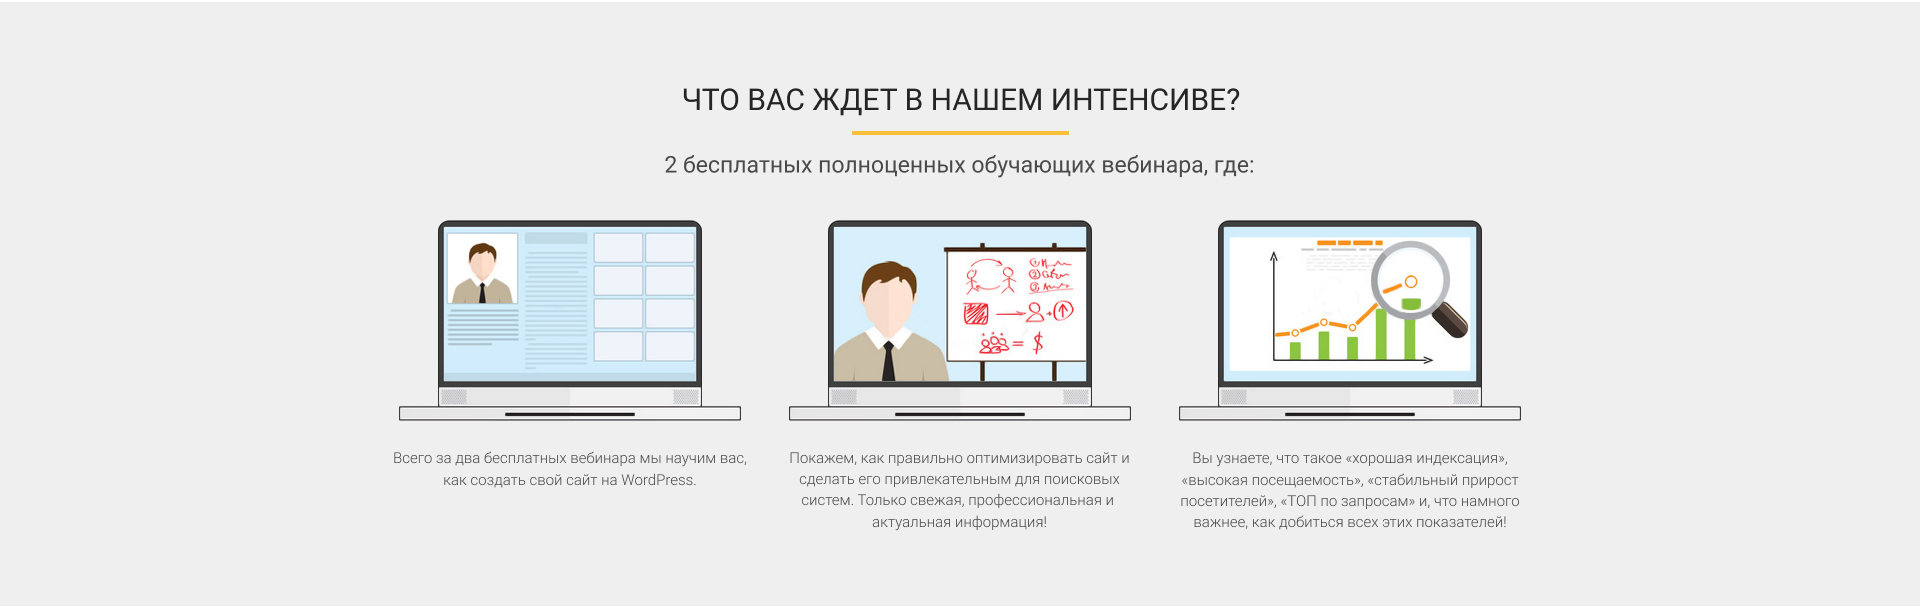 ЧТО ВАС ЖДЕТ В НАШЕМ ИНТЕНСИВЕ?
2 бесплатных полноценных обучающих вебинара, где:
Всего за два бесплатных вебинара мы научим вас,
как создать свой сайт на WordPress.
Покажем, как правильно оптимизировать сайт и
сделать его привлекательным для поисковых
систем. Только свежая, профессиональная и
актуальная информация!
Вы узнаете, что такое «хорошая индексация»,
«высокая посещаемость», «стабильный прирост
посетителей», «ТОП по запросам» и, что намного
важнее, как добиться всех этих показателей!